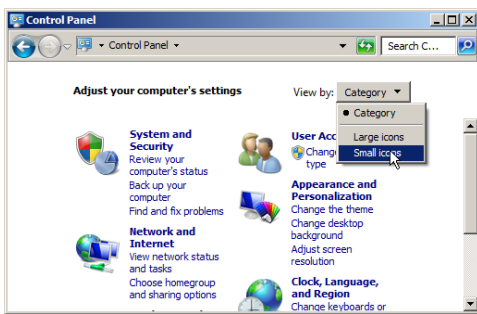 Control Panel
Control Panel
Search C...
Adjust your computer's settings
View by: Category
Category
Large icons
Small icons
System and
Security
Review your
computer's status
Back up your
computer
Find and fix problems
Network and
Internet
View network status
and tasks
Choose homegroup
and sharing options
User Acc
Change
type
Appearance and
Personalization
Change the theme
Change desktop
background
Adjust screen
resolution
Clock, Language,
and Region
Change keyboards or